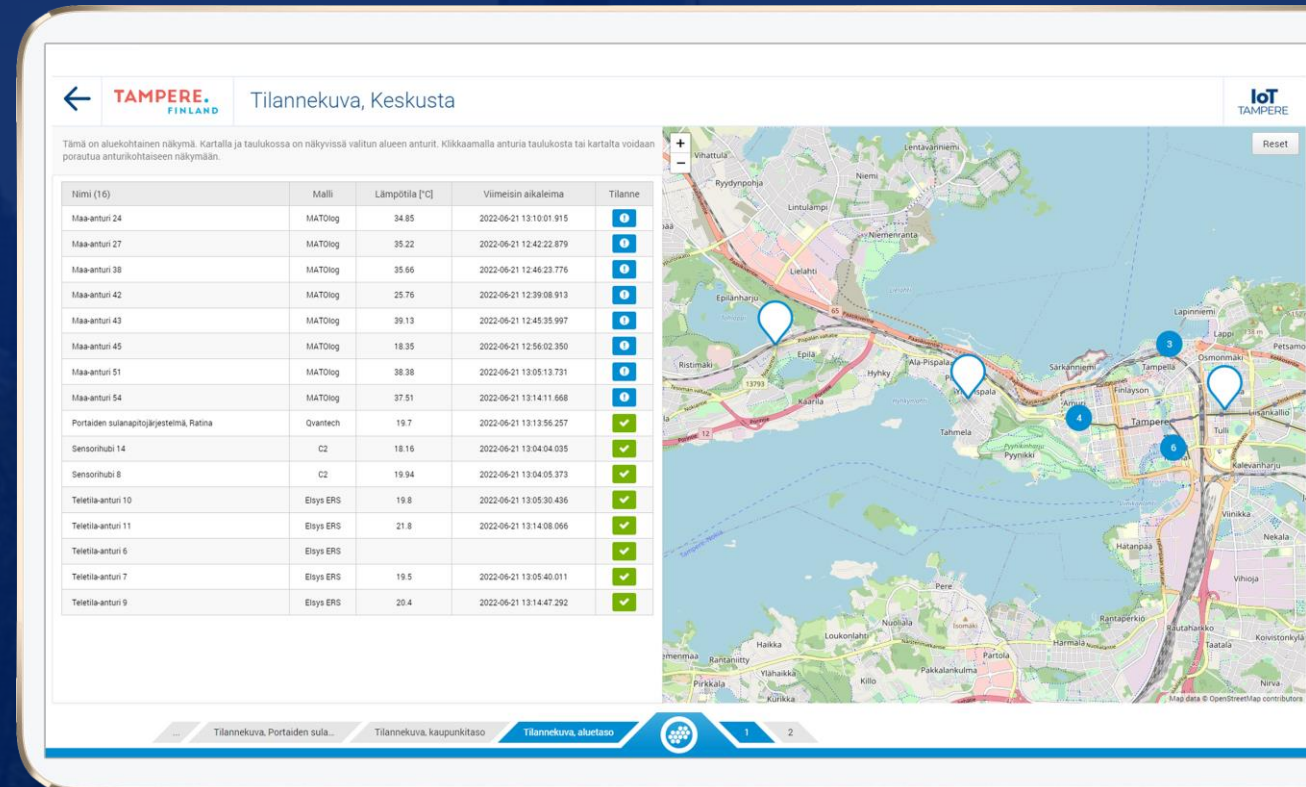 TAMPERE.
FINLAND
Tilannekuva, Keskusta
IoT
TAMPERE
Tämä on aluekohtainen näkymä. Kartalla ja taulukossa on näkyvissä valitun alueen anturit. Klikkaamalla anturia taulukosta tai kartalta voidaan
porautua anturikohtaiseen näkymään.
Nimi (16) Malli Lämpötila [°C] Viimeisin aikaleima Tilanne
Maa-anturi 24 MATOlog 34.85 2022-06-21 13:10:01.915
Maa-anturi 27 MATOlog 35.22 2022-06-21 12:42:22.879
Maa-anturi 38 MATOlog 35.66 2022-06-21 12:46:23.776
Maa-anturi 42 MATOlog 25.76 2022-06-21 12:39:08.913
Maa-anturi 43 MATOlog 39.13 2022-06-21 12:45:35.997
Maa-anturi 45 MATOlog 18.35 2022-06-21 12:56:02.350
Maa-anturi 51 MATOlog 38.38 2022-06-21 13:05:13.731
Maa-anturi 54 MATOlog 37.51 2022-06-21 13:14:11.668
Portaiden sulanapitojärjestelmä, Ratina Qvantech 19.7 2022-06-21 13:13:56.257
Sensorihubi 14 C2 18.16 2022-06-21 13:04:04.035
Sensorihubi 8 C2 19.94 2022-06-21 13:04:05.373
Teletila-anturi 10 Elsys ERS 19.8 2022-06-21 13:05:30.436
Teletila-anturi 11 Elsys ERS 21.8 2022-06-21 13:14:08.066
Teletila-anturi 6 Elsys ERS
Teletila-anturi 7 Elsys ERS 19.5 2022-06-21 13:05:40.011
Teletila-anturi 9 Elsys ERS 20.4 2022-06-21 13:14:47.292
+
−
Reset
Lentävänniemi
Vihattula
Niemi
Ryydynpohja
Lintulampi
Niemenranta
Lielahti
Lielahti
Epilänharju
65
Lapinniemi
Lappi
Petsamo
3
Osmonmäki
Epilä
Ristimäki
Hyhky
Ala-Pispala
Särkänniemi
Tampella
13793
Kaarila
Finlayson
Amuri
4
Tampere
Liisankallio
Tulli
12
Tahmela
Pyynikki
6
Kalevanharju
Viinikka
Nekala
Hatanpää
Vihioja
Pere
Rantaperkiö
Nuoliala
Isomäki
Rautaharkko
Loukonlahti
Härmälä
Koivistonkylä
Haikka
Taatala
Partola
Rantaniitty
Ylähaikka
Pakkalankulma
Pirkkala
Killo
Nirva
Kurikka
Map data © OpenStreetMap contributors
... Tilannekuva, Portaiden sula... Tilannekuva, kaupunkitaso Tilannekuva, aluetaso 1 2